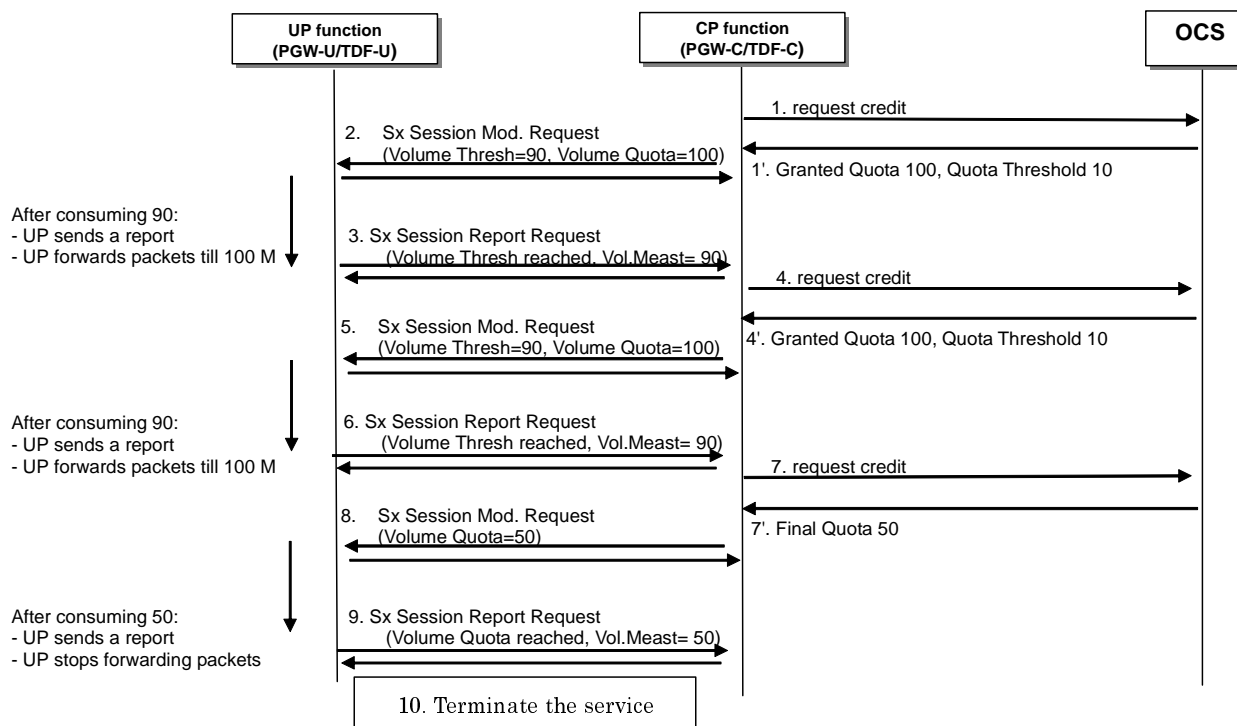 UP function
(PGW-U/TDF-U)
CP function
(PGW-C/TDF-C)
OCS
1. request credit
2. Sx Session Mod. Request
(Volume Thresh=90, Volume Quota=100)
1'. Granted Quota 100, Quota Threshold 10
After consuming 90:
- UP sends a report
- UP forwards packets till 100 M
3. Sx Session Report Request
(Volume Thresh reached, Vol.Meast= 90)
4. request credit
5. Sx Session Mod. Request
(Volume Thresh=90, Volume Quota=100)
4'. Granted Quota 100, Quota Threshold 10
After consuming 90:
- UP sends a report
- UP forwards packets till 100 M
6. Sx Session Report Request
(Volume Thresh reached, Vol.Meast= 90)
7. request credit
8. Sx Session Mod. Request
(Volume Quota=50)
7'. Final Quota 50
After consuming 50:
- UP sends a report
- UP stops forwarding packets
9. Sx Session Report Request
(Volume Quota reached, Vol.Meast= 50)
10. Terminate the service